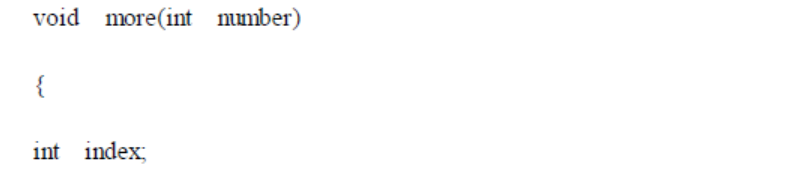 void more(int number)
{
int index;